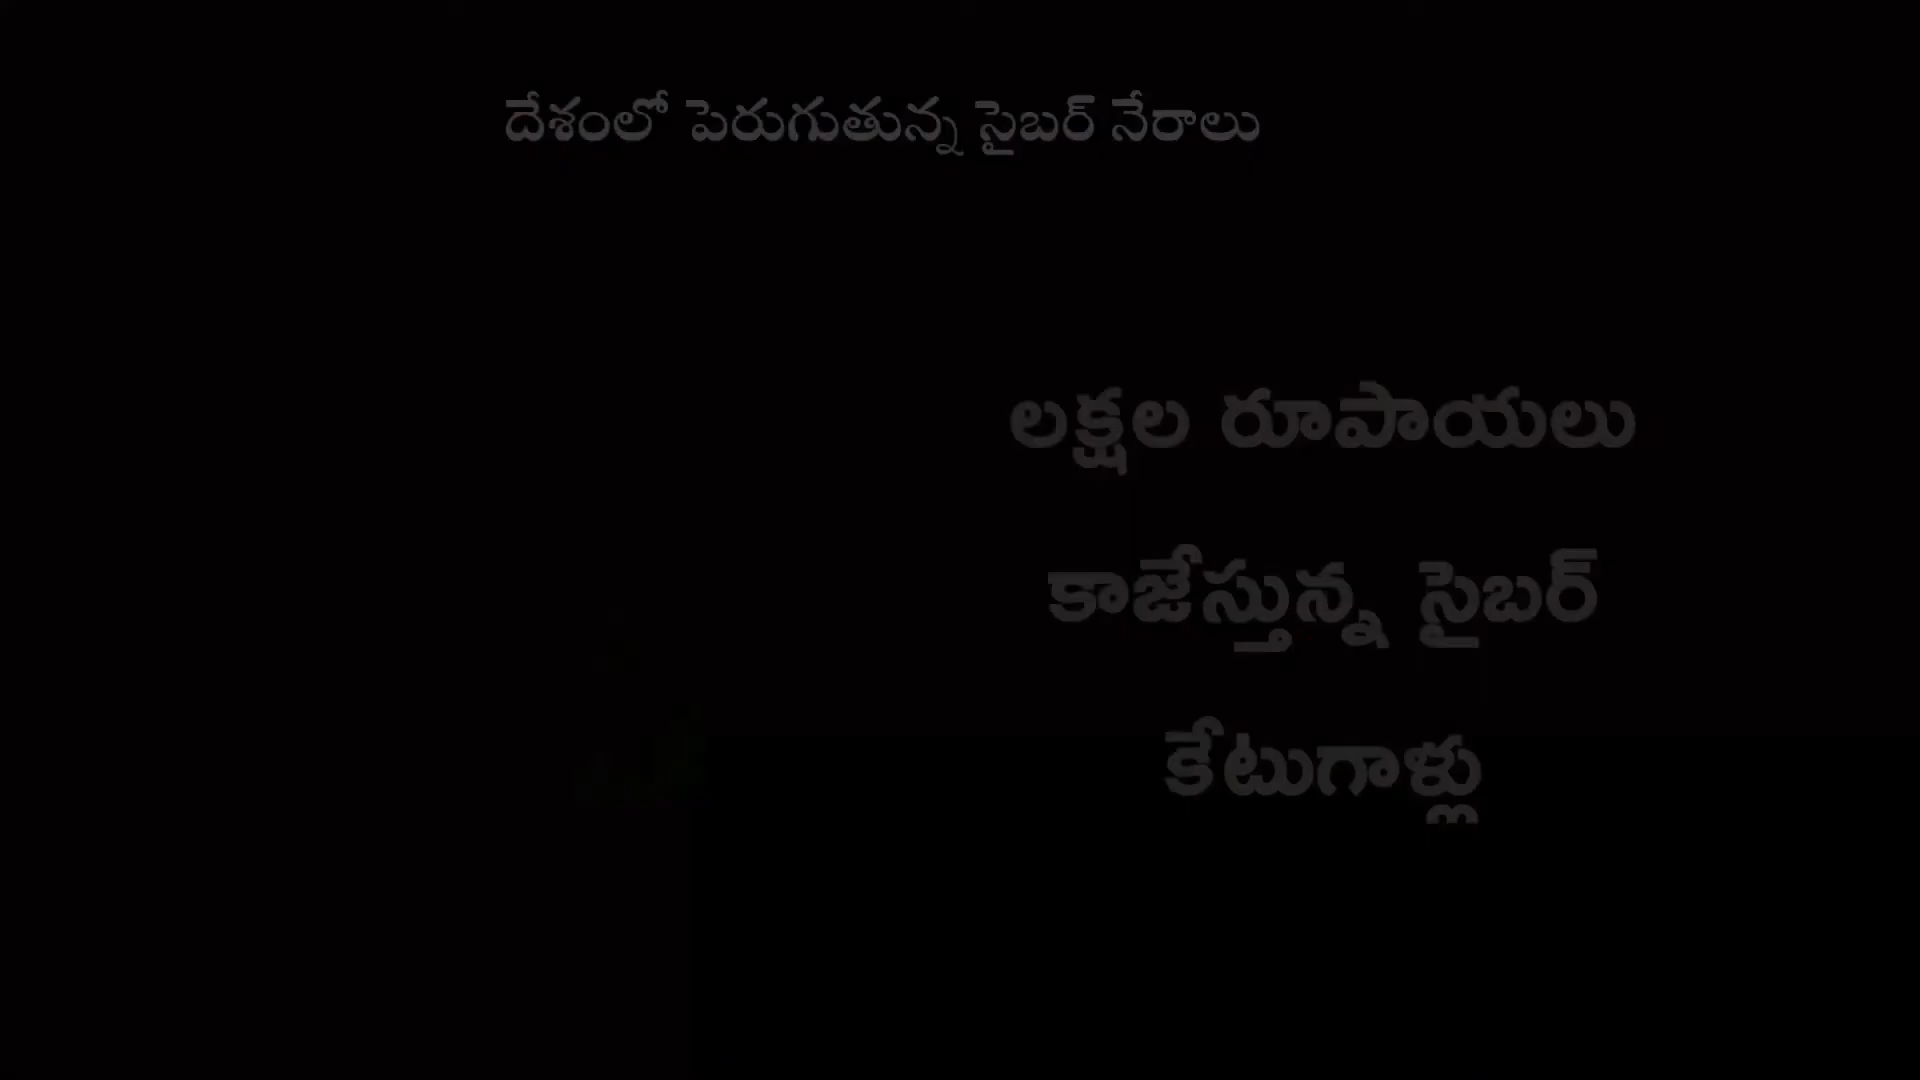 దేశంలో పెరుగుతున్న సైబర్ నేరాలు
లక్షల రూపాయలు
కాజేస్తున్న సైబర్
కేటుగాళ్లు